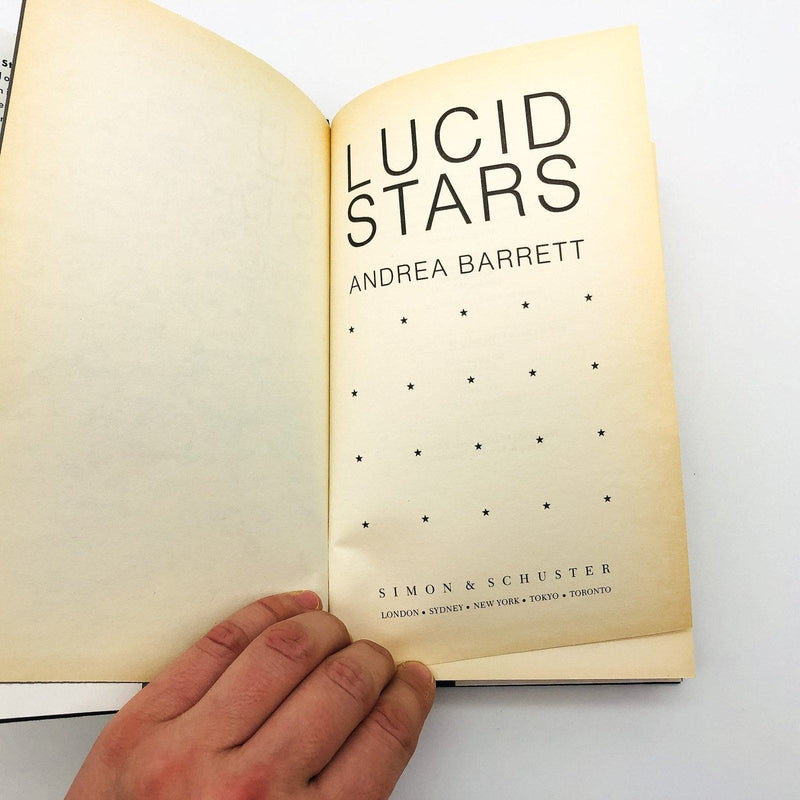 LUCID
STARS
ANDREA BARRETT
SIMON & SCHUSTER
LONDON • SYDNEY • NEW YORK • TOKYO • TORONTO